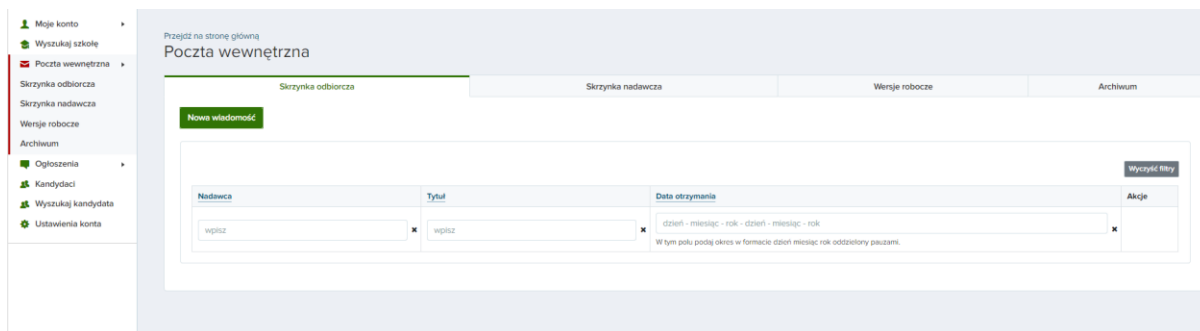 Moje konto
Wyszukaj szkołę
Poczta wewnętrzna
Skrzynka odbiorcza
Skrzynka nadawcza
Wersje robocze
Archiwum
Ogłoszenia
Kandydaci
Wyszukaj kandydata
Ustawienia konta
Przejdź na stronę główną
Poczta wewnętrzna
Skrzynka odbiorcza Skrzynka nadawcza Wersje robocze Archiwum
Nowa wiadomość
Wyczyść filtry
Nadawca Tytuł Data otrzymania Akcje
wpisz wpisz dzień - miesiąc - rok - dzień - miesiąc - rok
W tym polu podaj okres w formacie dzień miesiąc rok oddzielony pauzami.